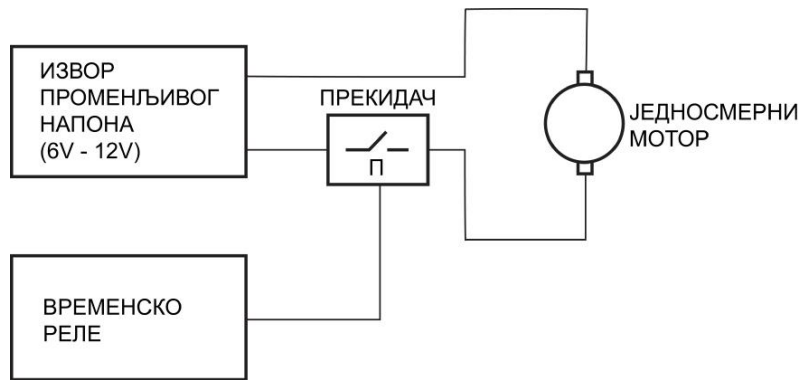 ИЗВОР
ПРОМЕНЉИВОГ
НАПОНА
(6V - 12V)
ПРЕКИДАЧ
П
ЈЕДНОСМЕРНИ
МОТОР
ВРЕМЕНСКО
РЕЛЕ